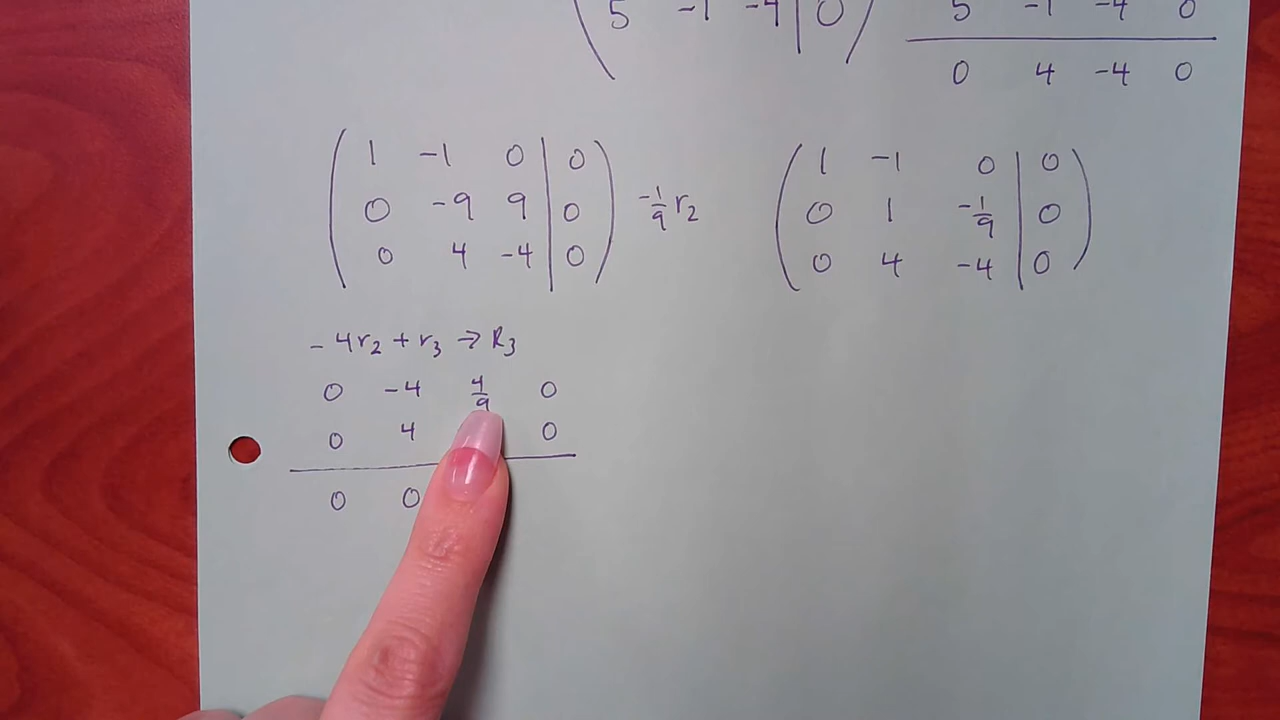 5 -1 -4 | 0
5 -1 -4 0
0 4 -4 0
1 -1 0 | 0
0 -9 9 | 0 -1/9 r2
0 4 -4 | 0
1 -1 0 | 0
0 1 -1/9 | 0
0 4 -4 | 0
-4r2 + r3 → R3
0 -4 4/9 0
0 4 0
0 0